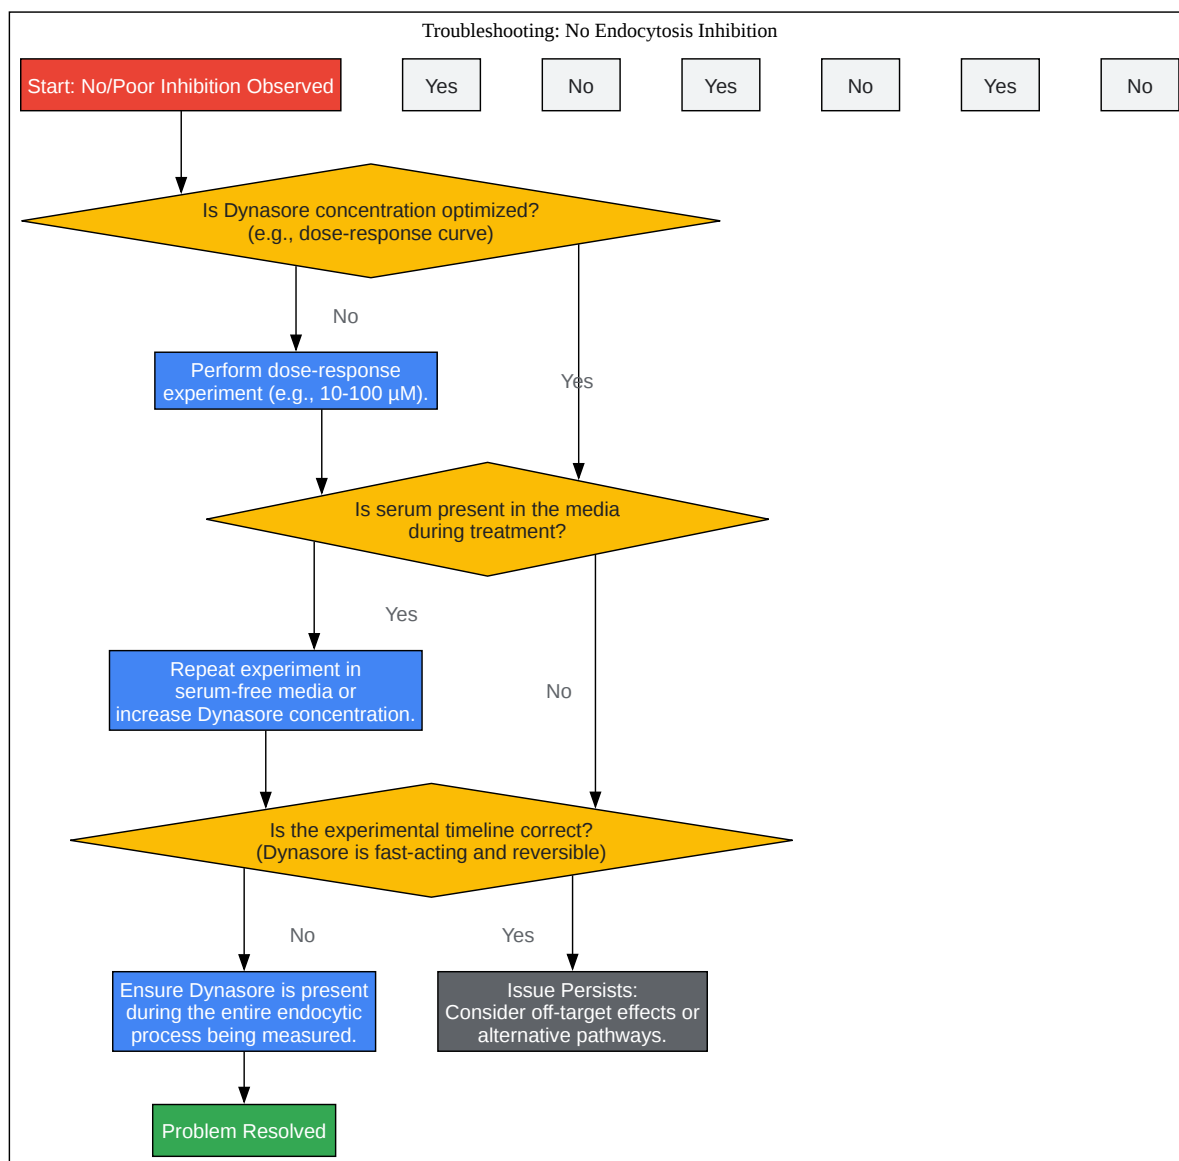 Troubleshooting: No Endocytosis Inhibition
Start: No/Poor Inhibition Observed
Yes
No
Yes
No
Yes
No
Is Dynasore concentration optimized?
(e.g., dose-response curve)
No
Perform dose-response
experiment (e.g., 10-100 µM).
Yes
Is serum present in the media
during treatment?
Yes
Repeat experiment in
serum-free media or
increase Dynasore concentration.
No
Is the experimental timeline correct?
(Dynasore is fast-acting and reversible)
No
Yes
Ensure Dynasore is present
during the entire endocytic
process being measured.
Issue Persists:
Consider off-target effects or
alternative pathways.
Problem Resolved